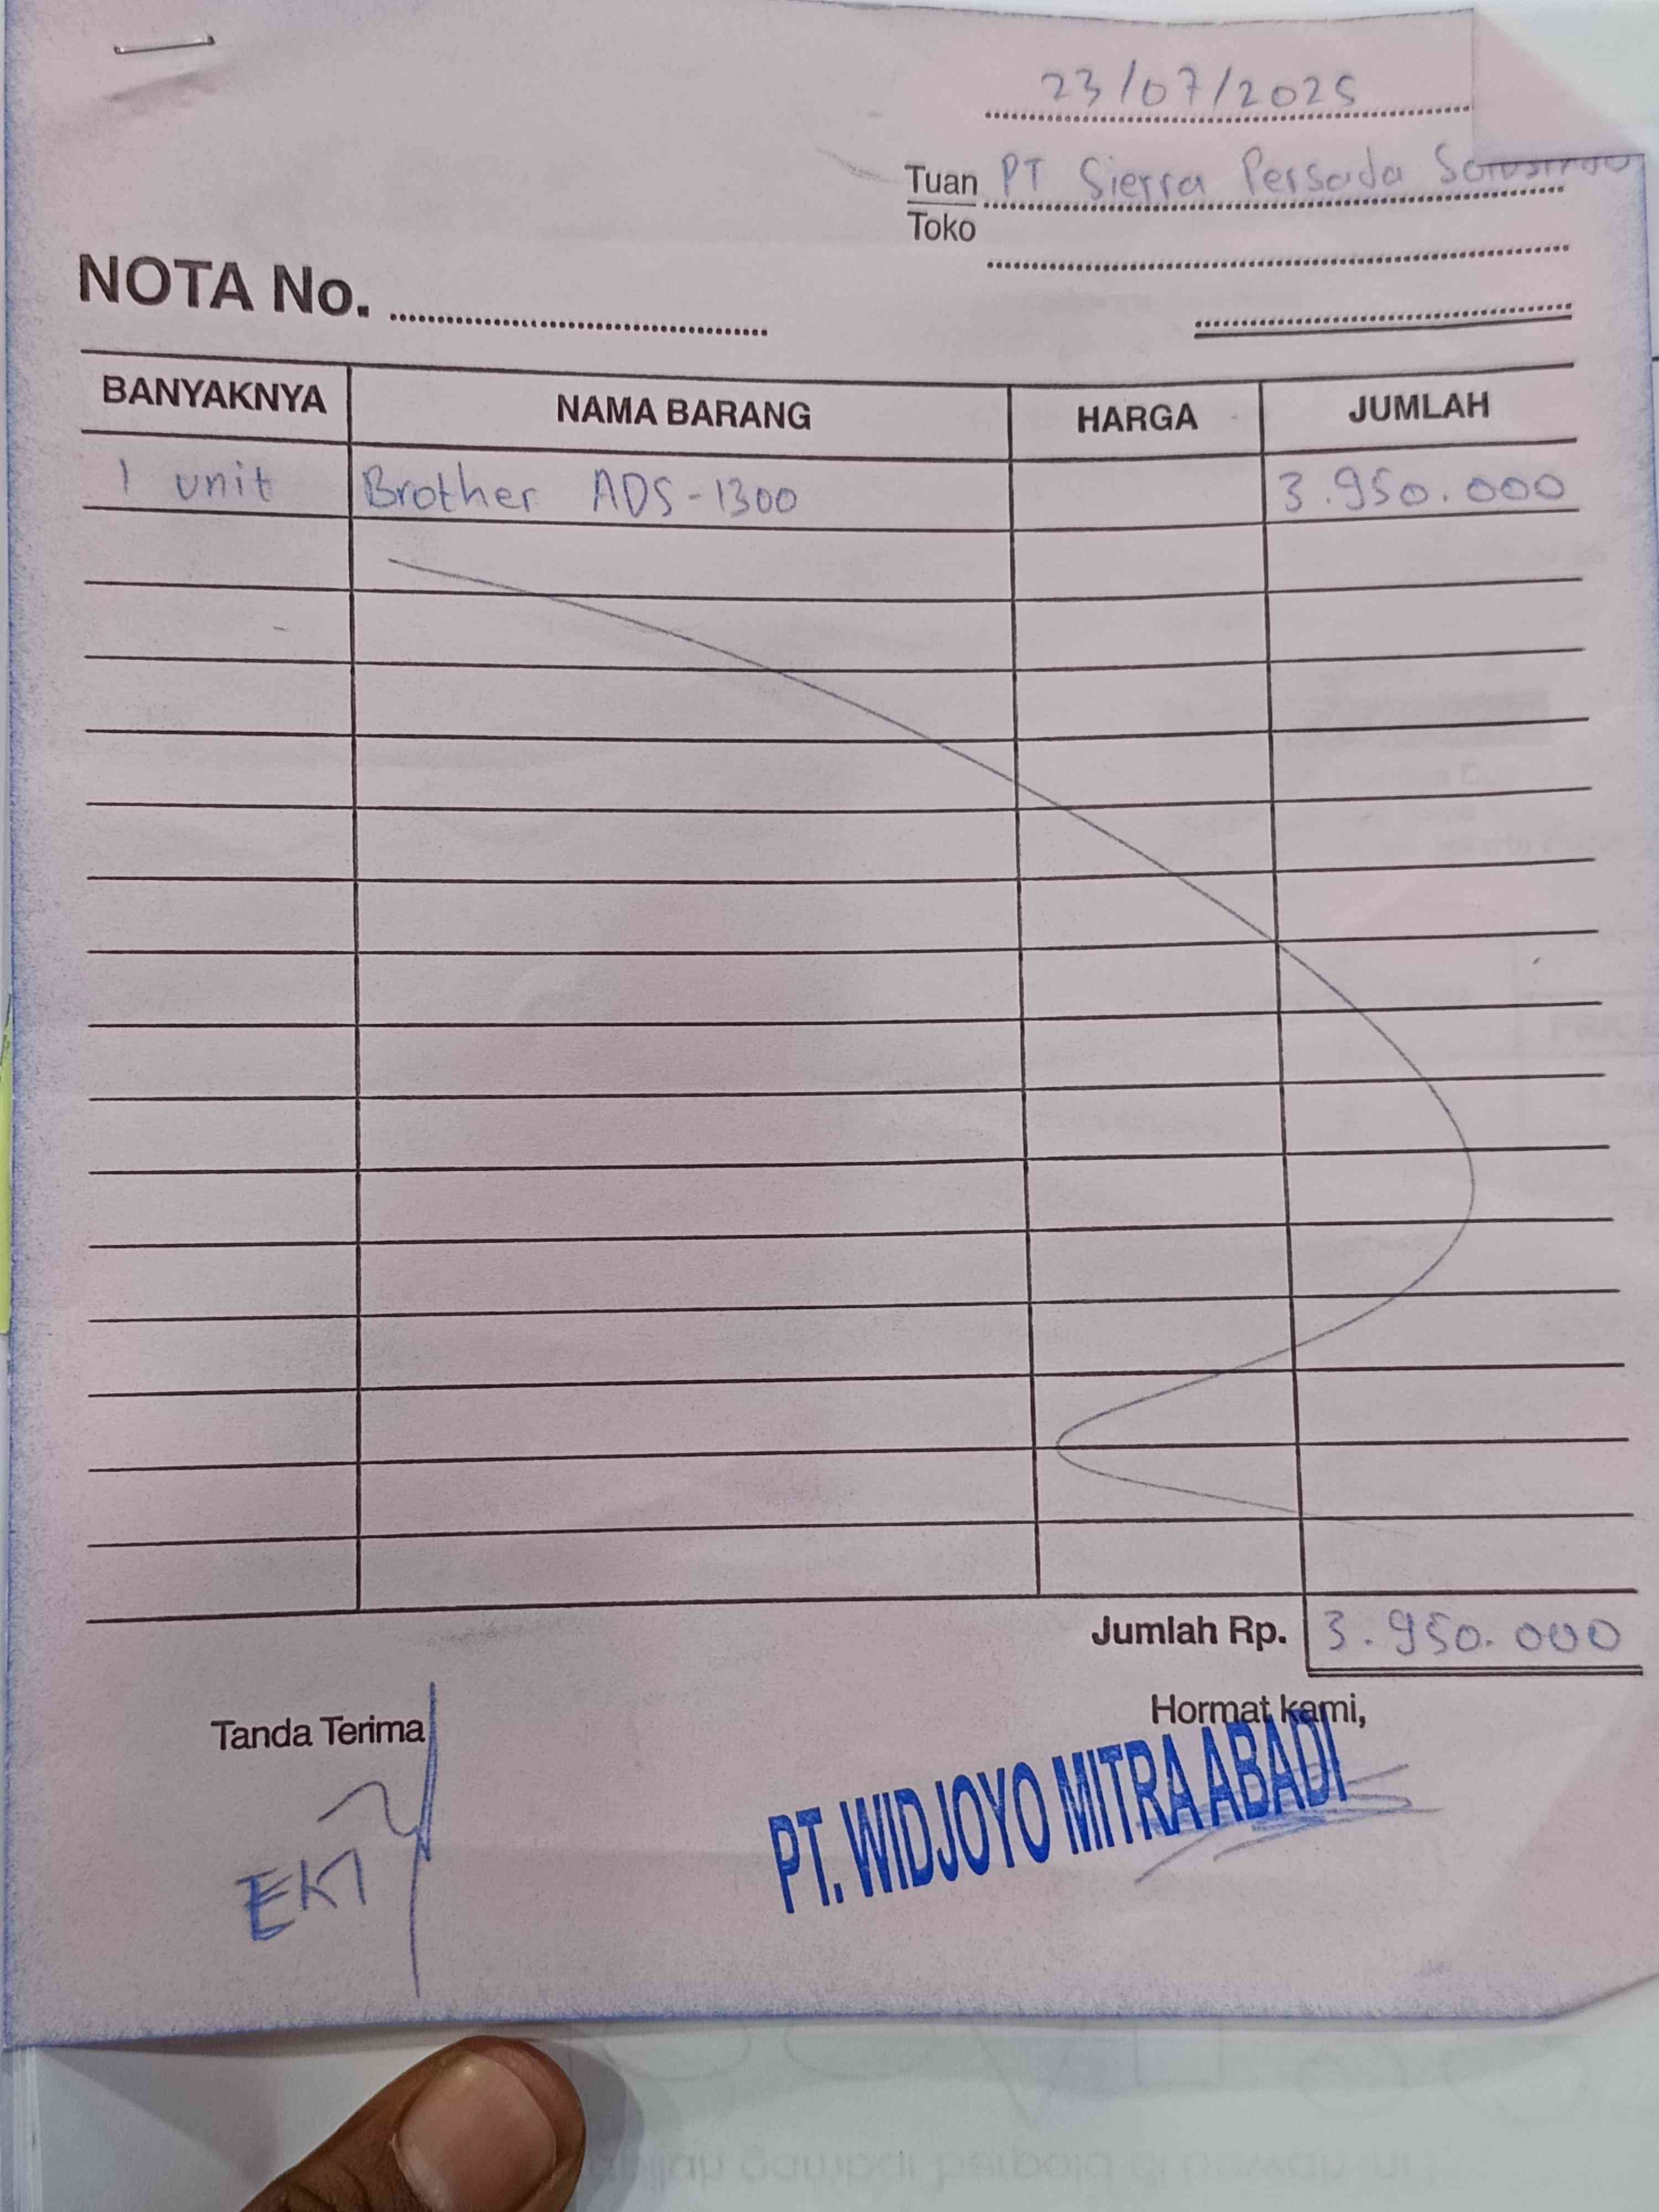 23/07/2025
Tuan PT Sierra Persada
Toko
NOTA No.
BANYAKNYA NAMA BARANG HARGA JUMLAH
1 unit Brother ADS-1300 3.950.000
Jumlah Rp. 3.950.000
Tanda Terima Hormat kami,
PT. WIDJOYO MITRA ABADI